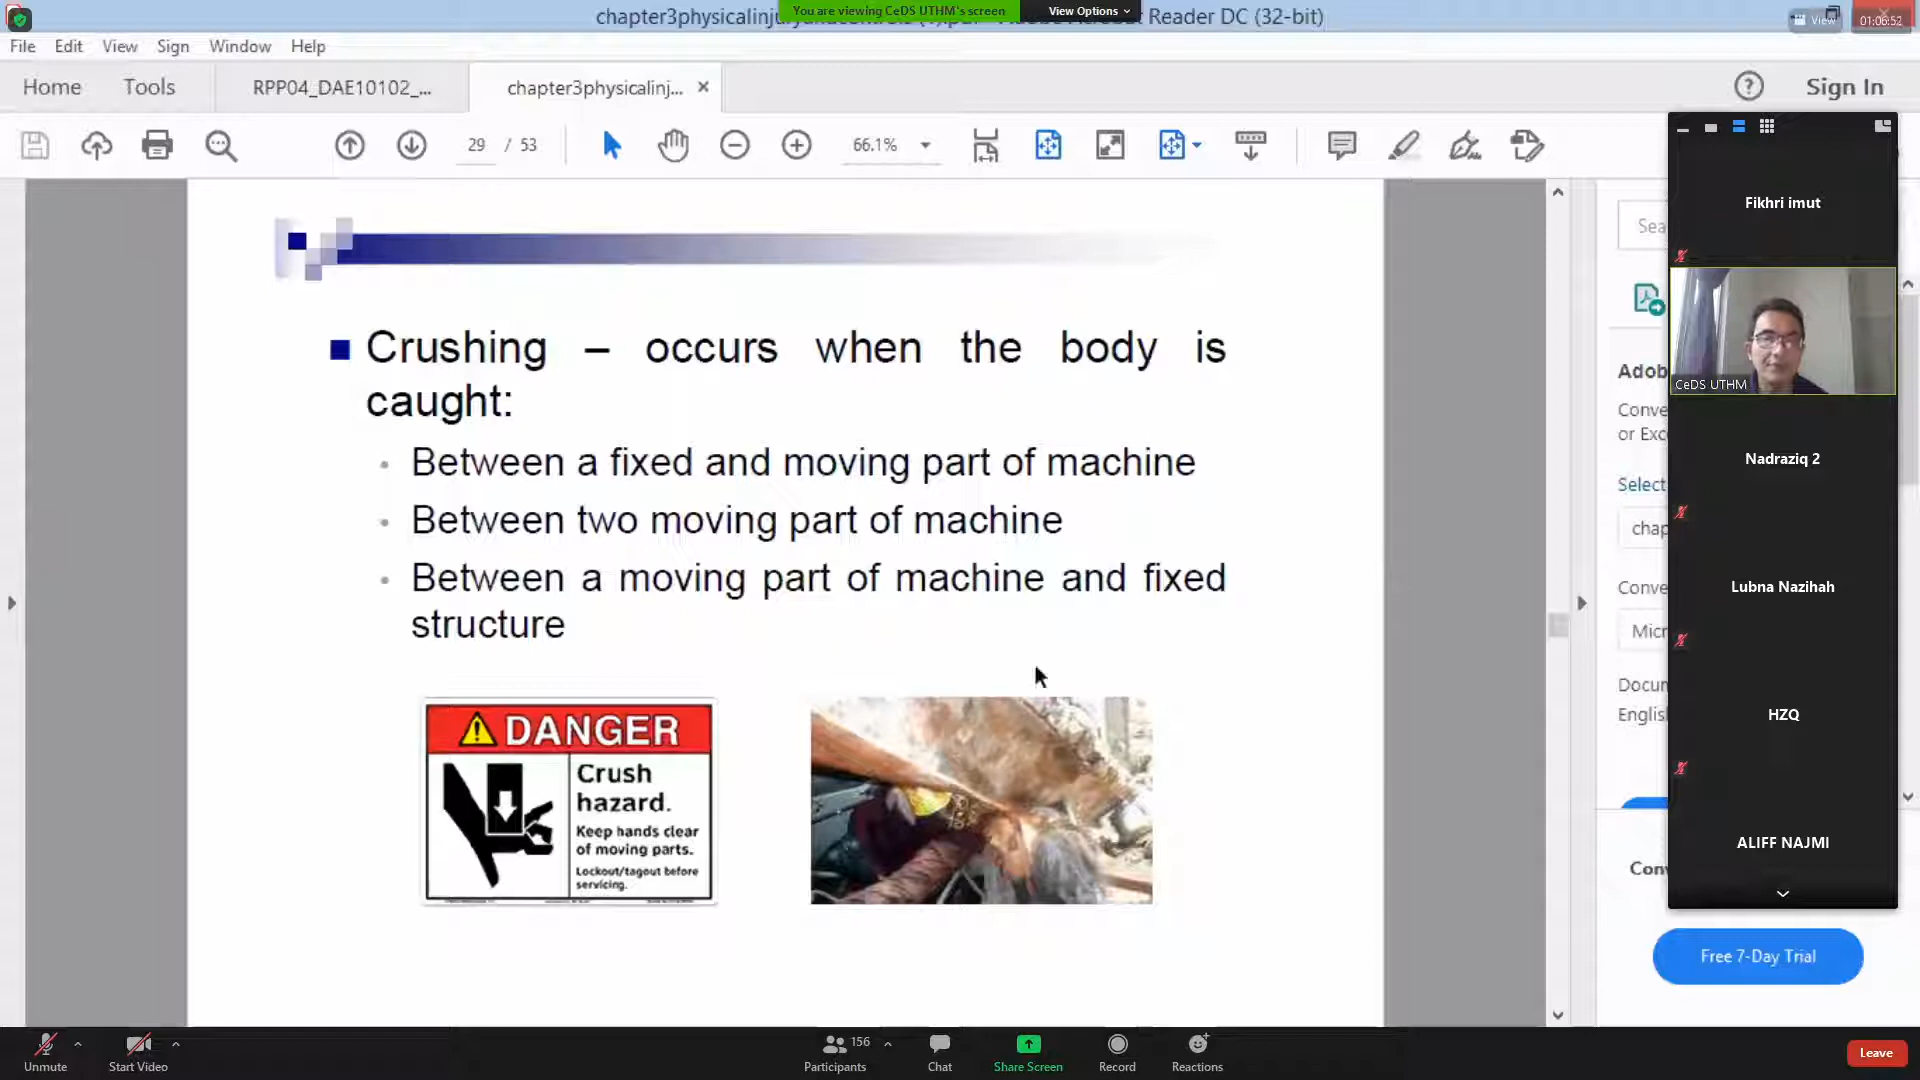 You are viewing CeDS UTHM's screen
View Options
Reader DC (32-bit)
View
01:06:52
File Edit View Sign Window Help
Home Tools RPP04_DAE10102_... chapter3physicalinj... Sign In
29 / 53 66.1%
Crushing – occurs when the body is
caught:
Between a fixed and moving part of machine
Between two moving part of machine
Between a moving part of machine and fixed
structure
DANGER
Crush
hazard.
Keep hands clear
of moving parts.
Lockout/tagout before
servicing.
Sea
Adob
Conve
or Exc
Select
chap
Conve
Micr
Docun
English
Con
Free 7-Day Trial
Fikhri imut
CeDS UTHM
Nadraziq 2
Lubna Nazihah
HZQ
ALIFF NAJMI
Unmute
Start Video
156
Participants
Chat
Share Screen
Record
Reactions
Leave